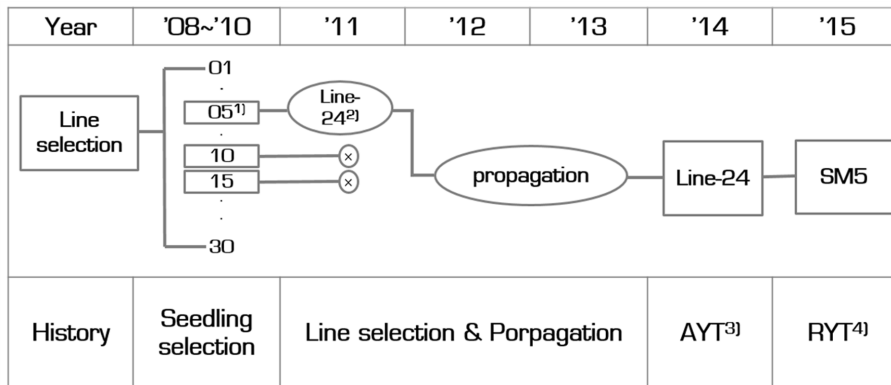 Year '08~'10 '11 '12 '13 '14 '15
01
.
Line selection
05¹⁾
Line-24²⁾
.
10 ×
15 ×
propagation
Line-24
SM5
.
.
30
History Seedling selection Line selection & Porpagation AYT³⁾ RYT⁴⁾